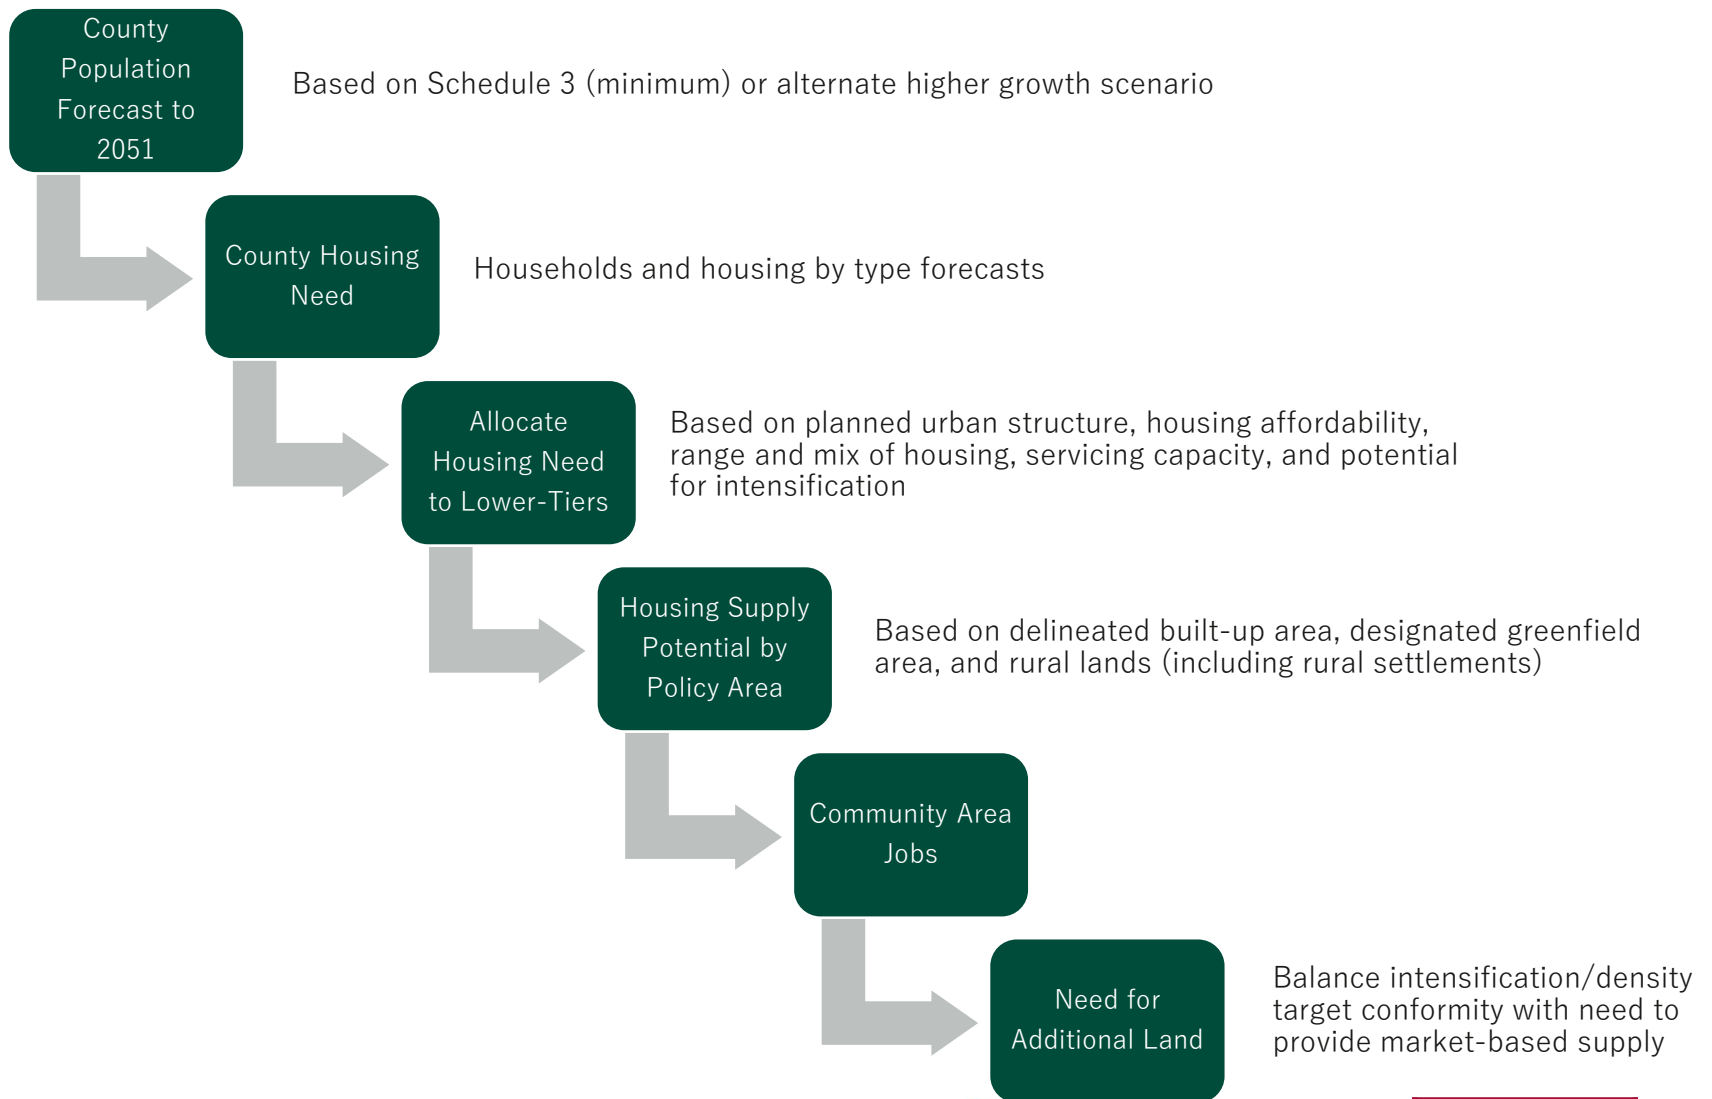 County
Population
Forecast to
2051
Based on Schedule 3 (minimum) or alternate higher growth scenario
County Housing
Need
Households and housing by type forecasts
Allocate
Housing Need
to Lower-Tiers
Based on planned urban structure, housing affordability,
range and mix of housing, servicing capacity, and potential
for intensification
Housing Supply
Potential by
Policy Area
Based on delineated built-up area, designated greenfield
area, and rural lands (including rural settlements)
Community Area
Jobs
Need for
Additional Land
Balance intensification/density
target conformity with need to
provide market-based supply